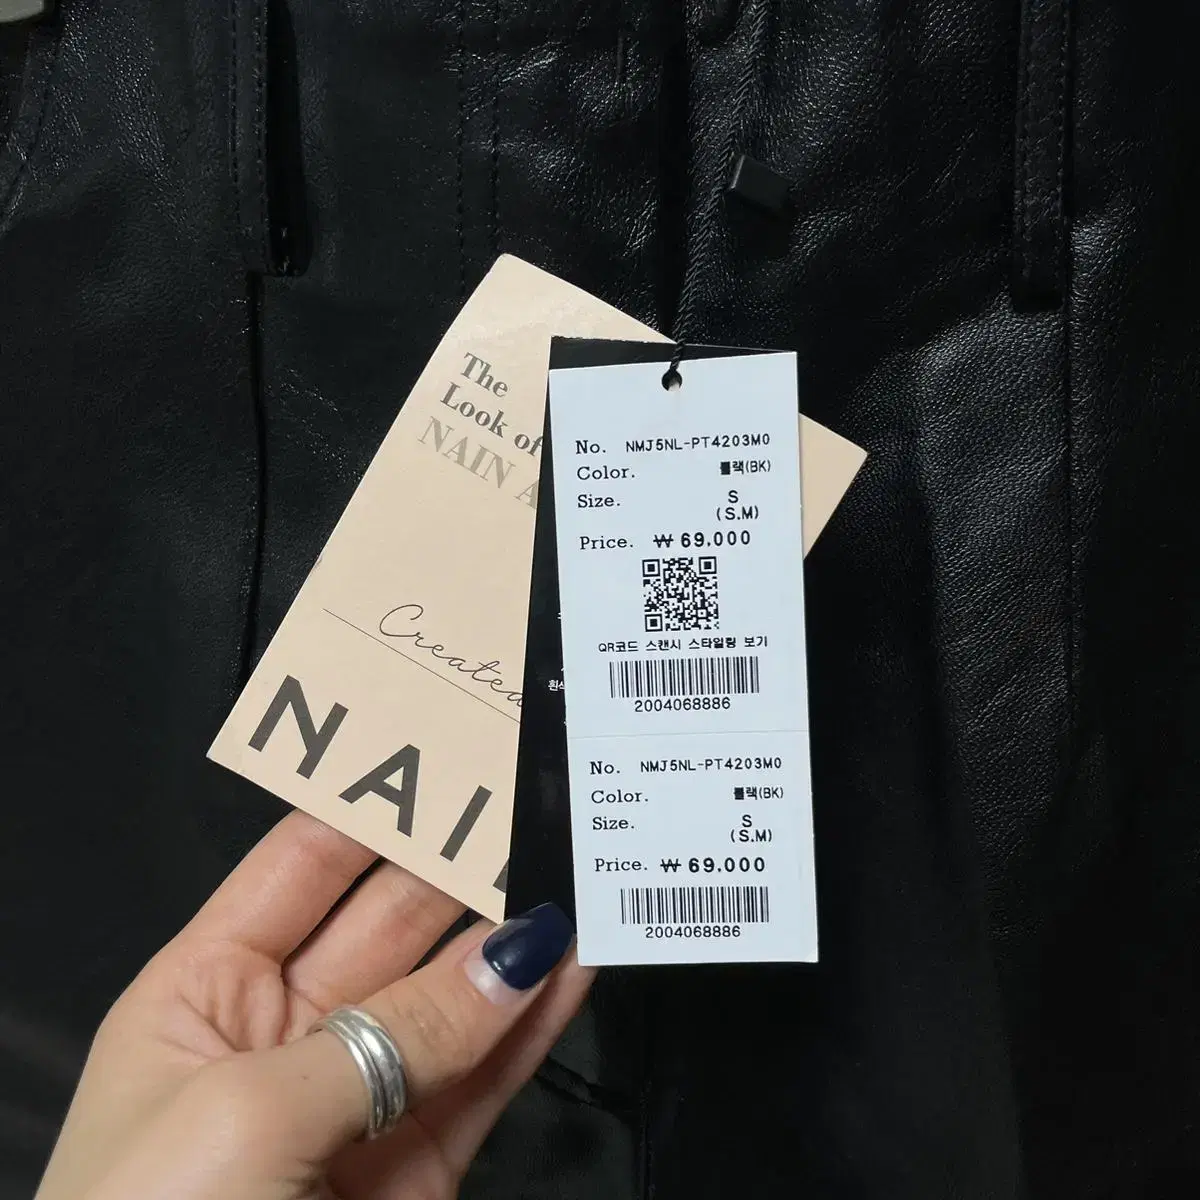 The
Look of
NAIN
Created
NAI
No. NMJ5NL-PT4203M0
Color. 블랙(BK)
Size. S
(S.M)
Price. ₩ 69,000
QR코드 스캔시 스타일링 보기
2004068886
No. NMJ5NL-PT4203M0
Color. 블랙(BK)
Size. S
(S.M)
Price. ₩ 69,000
2004068886